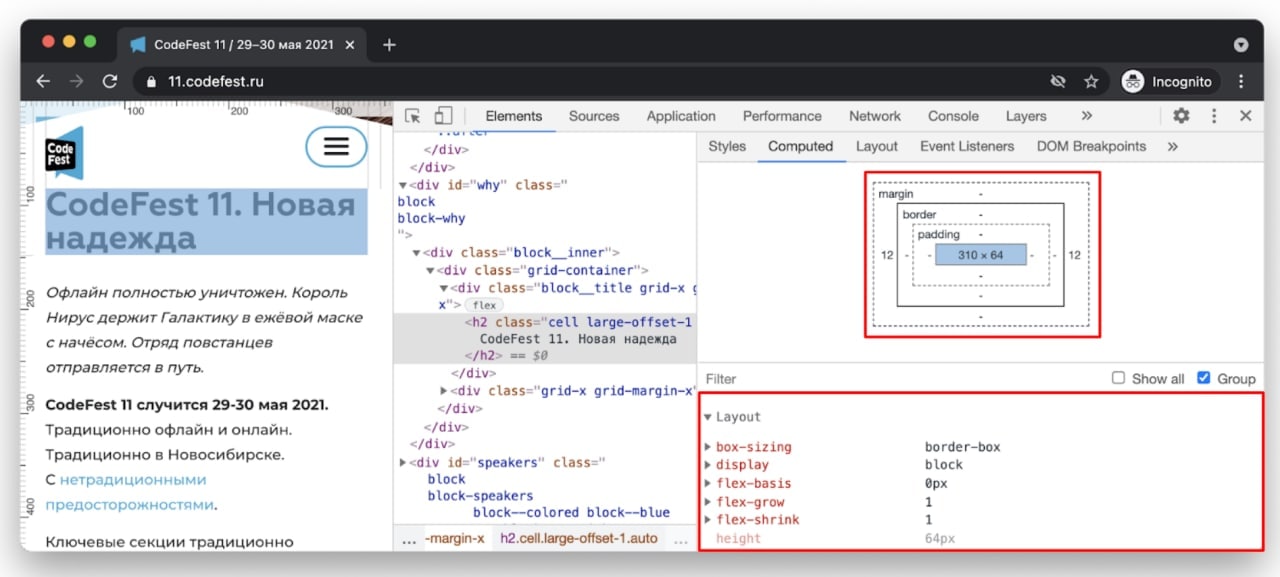 CodeFest 11 / 29–30 мая 2021
11.codefest.ru
Incognito
100
200
300
Code
Fest
CodeFest 11. Новая
надежда
Офлайн полностью уничтожен. Король
Нирус держит Галактику в ежёвой маске
с начёсом. Отряд повстанцев
отправляется в путь.
CodeFest 11 случится 29-30 мая 2021.
Традиционно офлайн и онлайн.
Традиционно в Новосибирске.
С нетрадиционными
предосторожностями.
Ключевые секции традиционно
100
200
300
400
Elements Sources Application Performance Network Console Layers »
::after
</div>
</div>
▼<div id="why" class="
block
block-why
">
▼<div class="block__inner">
▼<div class="grid-container">
▼<div class="block__title grid-x g
x"> flex
<h2 class="cell large-offset-1
CodeFest 11. Новая надежда
</h2> == $0
</div>
▶<div class="grid-x grid-margin-x"
</div>
</div>
</div>
▶<div id="speakers" class="
block
block-speakers
block--colored block--blue
... -margin-x h2.cell.large-offset-1.auto ...
Styles Computed Layout Event Listeners DOM Breakpoints »
margin -
border -
padding -
12 - - 310 × 64 - - 12
-
-
-
Filter Show all Group
▼ Layout
▶ box-sizing border-box
▶ display block
▶ flex-basis 0px
▶ flex-grow 1
▶ flex-shrink 1
height 64px